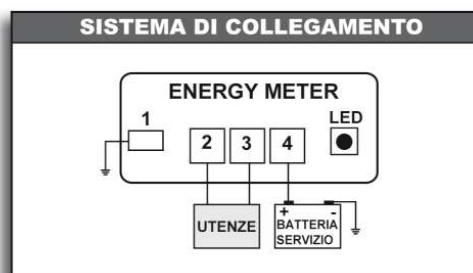 SISTEMA DI COLLEGAMENTO
ENERGY METER
1
LED
2 3 4
UTENZE
+ -
BATTERIA
SERVIZIO